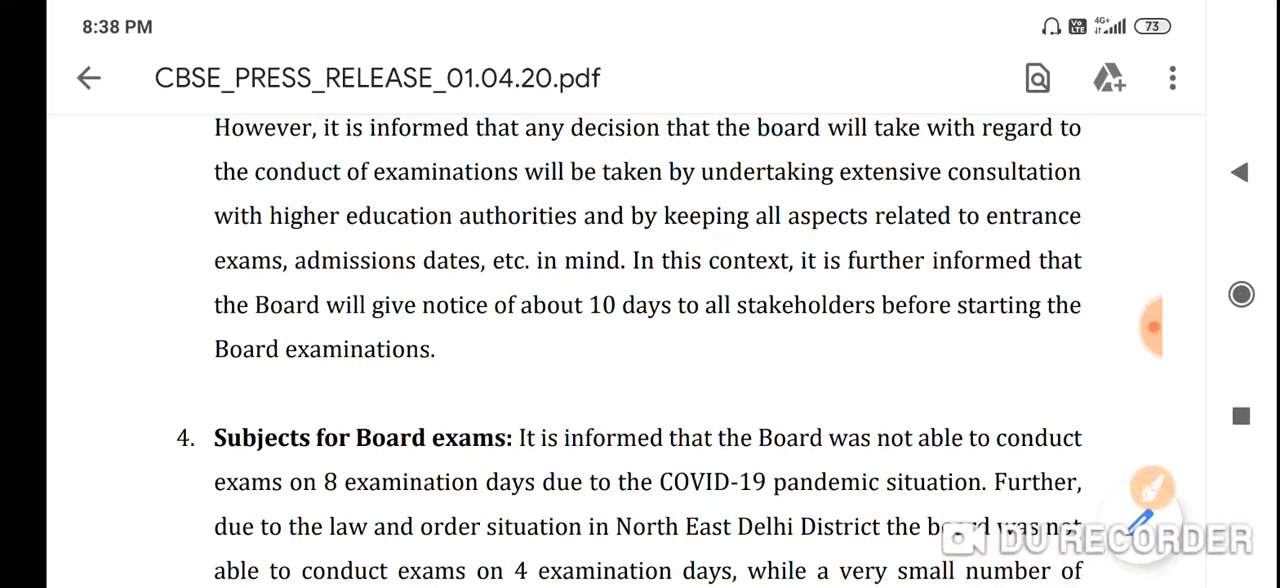 8:38 PM
Vo LTE 4G+ 73
CBSE_PRESS_RELEASE_01.04.20.pdf
However, it is informed that any decision that the board will take with regard to
the conduct of examinations will be taken by undertaking extensive consultation
with higher education authorities and by keeping all aspects related to entrance
exams, admissions dates, etc. in mind. In this context, it is further informed that
the Board will give notice of about 10 days to all stakeholders before starting the
Board examinations.
4. Subjects for Board exams: It is informed that the Board was not able to conduct
exams on 8 examination days due to the COVID-19 pandemic situation. Further,
due to the law and order situation in North East Delhi District the board was not
DU RECORDER
able to conduct exams on 4 examination days, while a very small number of